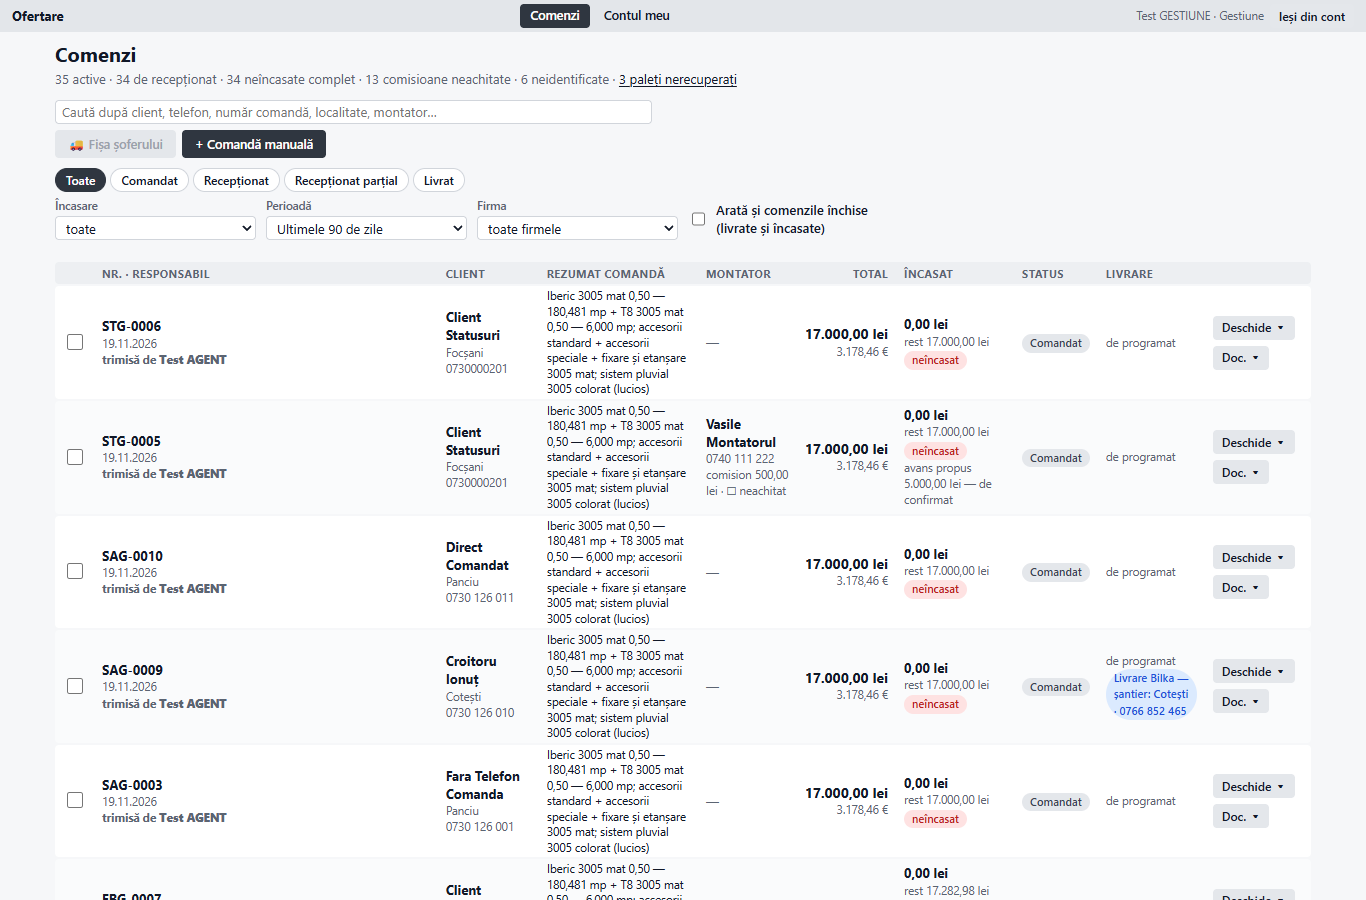 Ofertare
Comenzi
Contul meu
Test GESTIUNE · Gestiune
Ieși din cont
Comenzi
35 active · 34 de recepționat · 34 neîncasate complet · 13 comisioane neachitate · 6 neidentificate · 3 paleți nerecuperați
Caută după client, telefon, număr comandă, localitate, montator...
🚚 Fișa șoferului
+ Comandă manuală
Toate
Comandat
Recepționat
Recepționat parțial
Livrat
Încasare
Perioadă
Firma
toate
Ultimele 90 de zile
toate firmele
Arată și comenzile închise
(livrate și încasate)
NR. · RESPONSABIL
CLIENT
REZUMAT COMANDĂ
MONTATOR
TOTAL
ÎNCASAT
STATUS
LIVRARE
STG-0006
19.11.2026
trimisă de Test AGENT
Client
Statusuri
Focșani
0730000201
Iberic 3005 mat 0,50 —
180,481 mp + T8 3005 mat
0,50 — 6,000 mp; accesorii
standard + accesorii
speciale + fixare și etanșare
3005 mat; sistem pluvial
3005 colorat (lucios)
—
17.000,00 lei
3.178,46 €
0,00 lei
rest 17.000,00 lei
neîncasat
Comandat
de programat
Deschide
Doc.
STG-0005
19.11.2026
trimisă de Test AGENT
Client
Statusuri
Focșani
0730000201
Iberic 3005 mat 0,50 —
180,481 mp + T8 3005 mat
0,50 — 6,000 mp; accesorii
standard + accesorii
speciale + fixare și etanșare
3005 mat; sistem pluvial
3005 colorat (lucios)
Vasile
Montatorul
0740 111 222
comision 500,00
lei · ☐ neachitat
17.000,00 lei
3.178,46 €
0,00 lei
rest 17.000,00 lei
neîncasat
avans propus
5.000,00 lei — de
confirmat
Comandat
de programat
Deschide
Doc.
SAG-0010
19.11.2026
trimisă de Test AGENT
Direct
Comandat
Panciu
0730 126 011
Iberic 3005 mat 0,50 —
180,481 mp + T8 3005 mat
0,50 — 6,000 mp; accesorii
standard + accesorii
speciale + fixare și etanșare
3005 mat; sistem pluvial
3005 colorat (lucios)
—
17.000,00 lei
3.178,46 €
0,00 lei
rest 17.000,00 lei
neîncasat
Comandat
de programat
Deschide
Doc.
SAG-0009
19.11.2026
trimisă de Test AGENT
Croitoru
Ionuț
Cotești
0730 126 010
Iberic 3005 mat 0,50 —
180,481 mp + T8 3005 mat
0,50 — 6,000 mp; accesorii
standard + accesorii
speciale + fixare și etanșare
3005 mat; sistem pluvial
3005 colorat (lucios)
—
17.000,00 lei
3.178,46 €
0,00 lei
rest 17.000,00 lei
neîncasat
Comandat
de programat
Livrare Bilka —
șantier: Cotești
· 0766 852 465
Deschide
Doc.
SAG-0003
19.11.2026
trimisă de Test AGENT
Fara Telefon
Comanda
Panciu
0730 126 001
Iberic 3005 mat 0,50 —
180,481 mp + T8 3005 mat
0,50 — 6,000 mp; accesorii
standard + accesorii
speciale + fixare și etanșare
3005 mat; sistem pluvial
3005 colorat (lucios)
—
17.000,00 lei
3.178,46 €
0,00 lei
rest 17.000,00 lei
neîncasat
Comandat
de programat
Deschide
Doc.
Client
Iberic 3005 mat 0,50 —
180,481 mp + T8 3005 mat
0,00 lei
rest 17.282,98 lei
Deschide